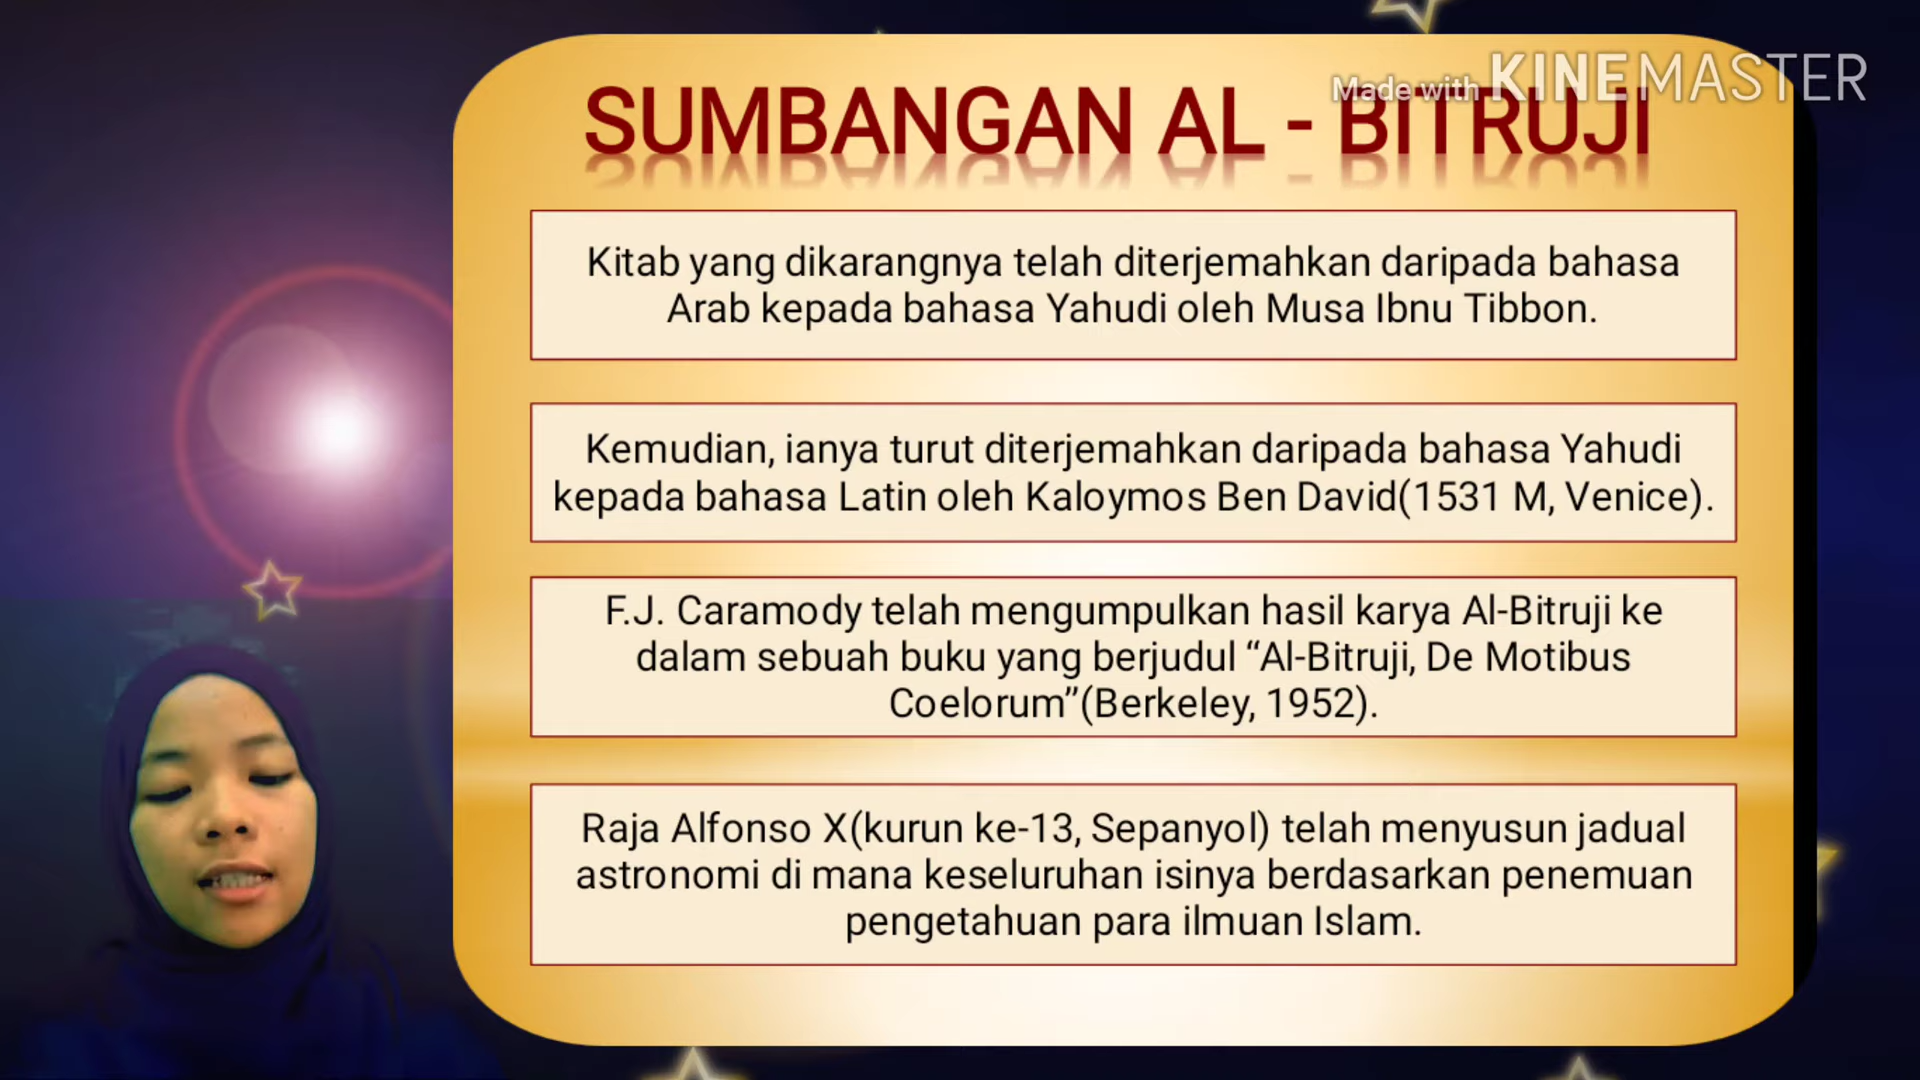 Made with KINEMASTER
SUMBANGAN AL - BITRUJI
Kitab yang dikarangnya telah diterjemahkan daripada bahasa
Arab kepada bahasa Yahudi oleh Musa Ibnu Tibbon.
Kemudian, ianya turut diterjemahkan daripada bahasa Yahudi
kepada bahasa Latin oleh Kaloymos Ben David(1531 M, Venice).
F.J. Caramody telah mengumpulkan hasil karya Al-Bitruji ke
dalam sebuah buku yang berjudul “Al-Bitruji, De Motibus
Coelorum”(Berkeley, 1952).
Raja Alfonso X(kurun ke-13, Sepanyol) telah menyusun jadual
astronomi di mana keseluruhan isinya berdasarkan penemuan
pengetahuan para ilmuan Islam.